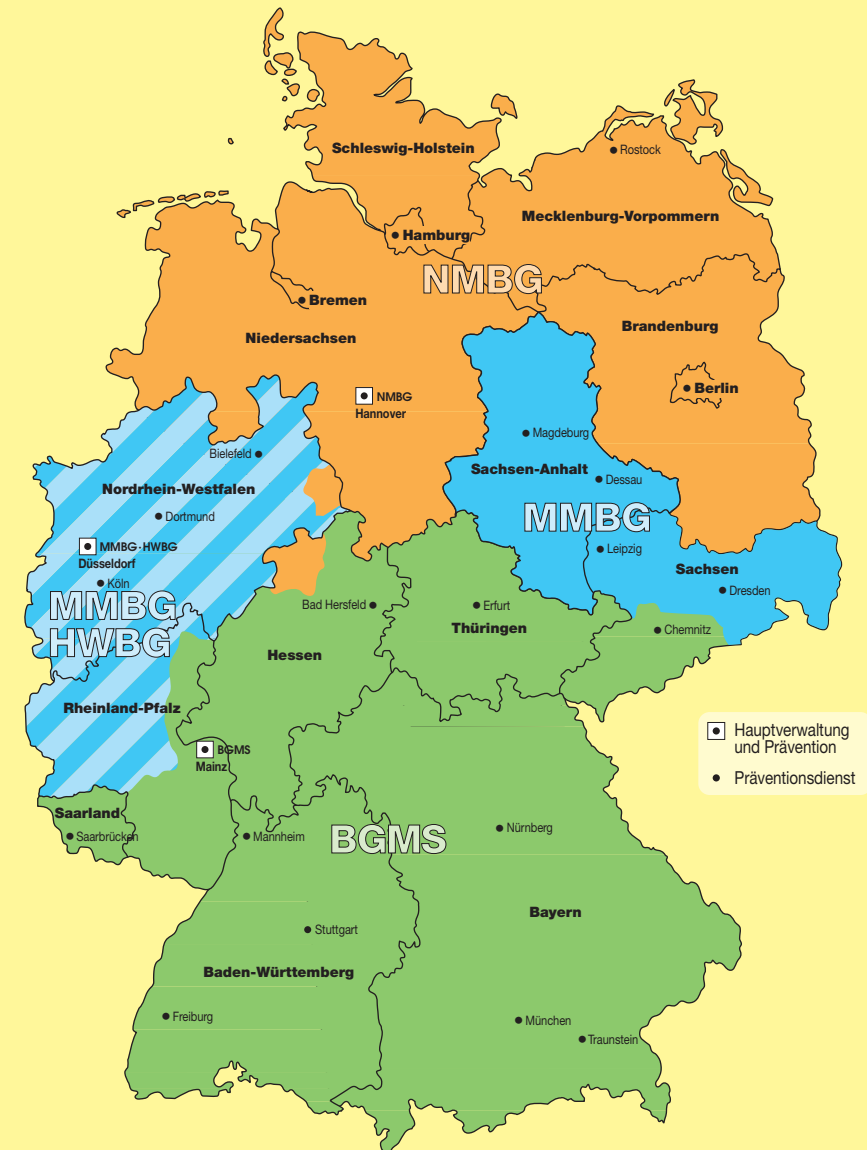 Schleswig-Holstein
Rostock
Mecklenburg-Vorpommern
Hamburg
NMBG
Bremen
Brandenburg
Niedersachsen
Berlin
NMBG
Hannover
Magdeburg
Bielefeld
Sachsen-Anhalt
Dessau
Nordrhein-Westfalen
Dortmund
MMBG
MMBG·HWBG
Düsseldorf
Leipzig
Sachsen
Köln
Dresden
MMBG
HWBG
Bad Hersfeld
Erfurt
Thüringen
Chemnitz
Hessen
Rheinland-Pfalz
BGMS
Mainz
Hauptverwaltung
und Prävention
Präventionsdienst
Saarland
Saarbrücken
Mannheim
BGMS
Nürnberg
Bayern
Stuttgart
Baden-Württemberg
Freiburg
München
Traunstein